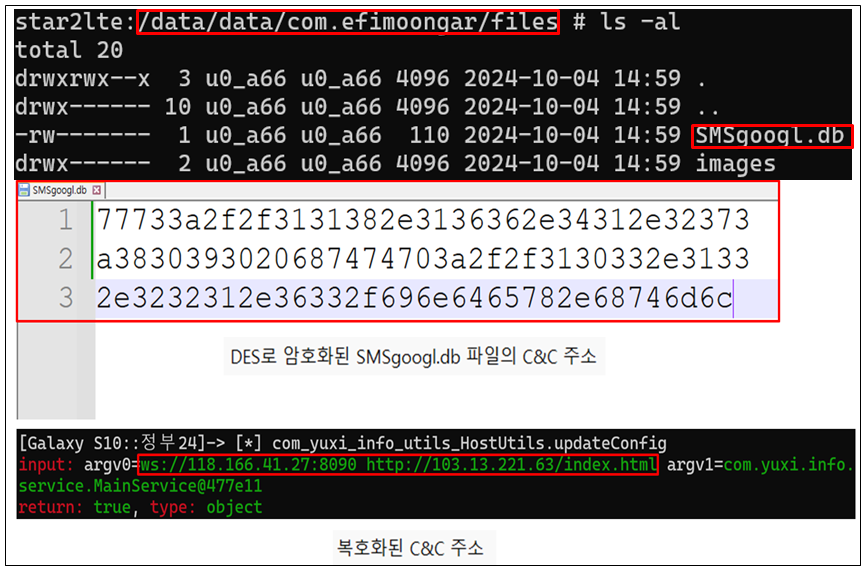 star2lte:/data/data/com.efimoongar/files # ls -al
total 20
drwxrwx--x 3 u0_a66 u0_a66 4096 2024-10-04 14:59 .
drwx------ 10 u0_a66 u0_a66 4096 2024-10-04 14:59 ..
-rw------- 1 u0_a66 u0_a66 110 2024-10-04 14:59 SMSgoogl.db
drwx------ 2 u0_a66 u0_a66 4096 2024-10-04 14:59 images
SMSgoogl.db
1 77733a2f2f3131382e3136362e34312e32373
2 a3830393020687474703a2f2f3130332e3133
3 2e3232312e36332f696e6465782e68746d6c
DES로 암호화된 SMSgoogl.db 파일의 C&C 주소
[Galaxy S10::정부24]-> [*] com_yuxi_info_utils_HostUtils.updateConfig
input: argv0=ws://118.166.41.27:8090 http://103.13.221.63/index.html argv1=com.yuxi.info.
service.MainService@477e11
return: true, type: object
복호화된 C&C 주소